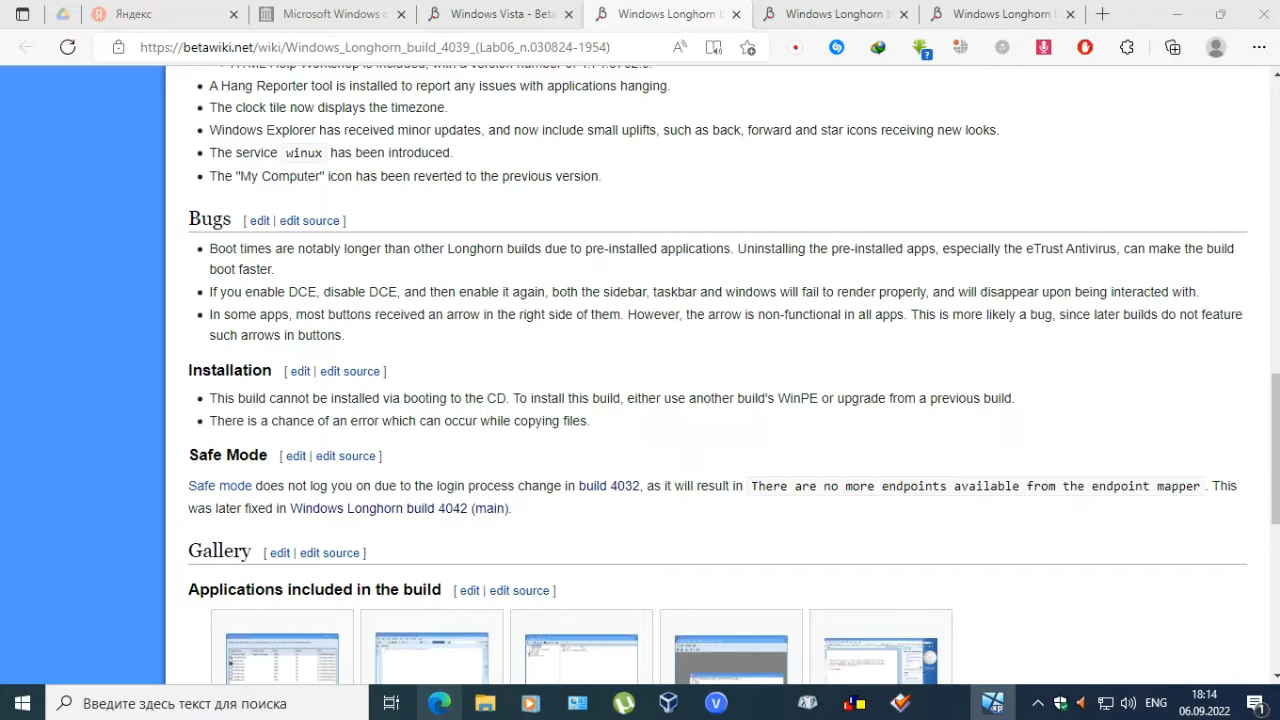 Яндекс
Microsoft Windows c
Windows Vista - Beta
Windows Longhorn
Windows Longhorn
Windows Longhorn
https://betawiki.net/wiki/Windows_Longhorn_build_4039_(Lab06_n.030824-1954)
A Hang Reporter tool is installed to report any issues with applications hanging.
The clock tile now displays the timezone.
Windows Explorer has received minor updates, and now include small uplifts, such as back, forward and star icons receiving new looks.
The service winux has been introduced.
The "My Computer" icon has been reverted to the previous version.
Bugs [ edit | edit source ]
Boot times are notably longer than other Longhorn builds due to pre-installed applications. Uninstalling the pre-installed apps, especially the eTrust Antivirus, can make the build
boot faster.
If you enable DCE, disable DCE, and then enable it again, both the sidebar, taskbar and windows will fail to render properly, and will disappear upon being interacted with.
In some apps, most buttons received an arrow in the right side of them. However, the arrow is non-functional in all apps. This is more likely a bug, since later builds do not feature
such arrows in buttons.
Installation [ edit | edit source ]
This build cannot be installed via booting to the CD. To install this build, either use another build's WinPE or upgrade from a previous build.
There is a chance of an error which can occur while copying files.
Safe Mode [ edit | edit source ]
Safe mode does not log you on due to the login process change in build 4032, as it will result in There are no more endpoints available from the endpoint mapper. This
was later fixed in Windows Longhorn build 4042 (main).
Gallery [ edit | edit source ]
Applications included in the build [ edit | edit source ]
Введите здесь текст для поиска
ENG
18:14
06.09.2022